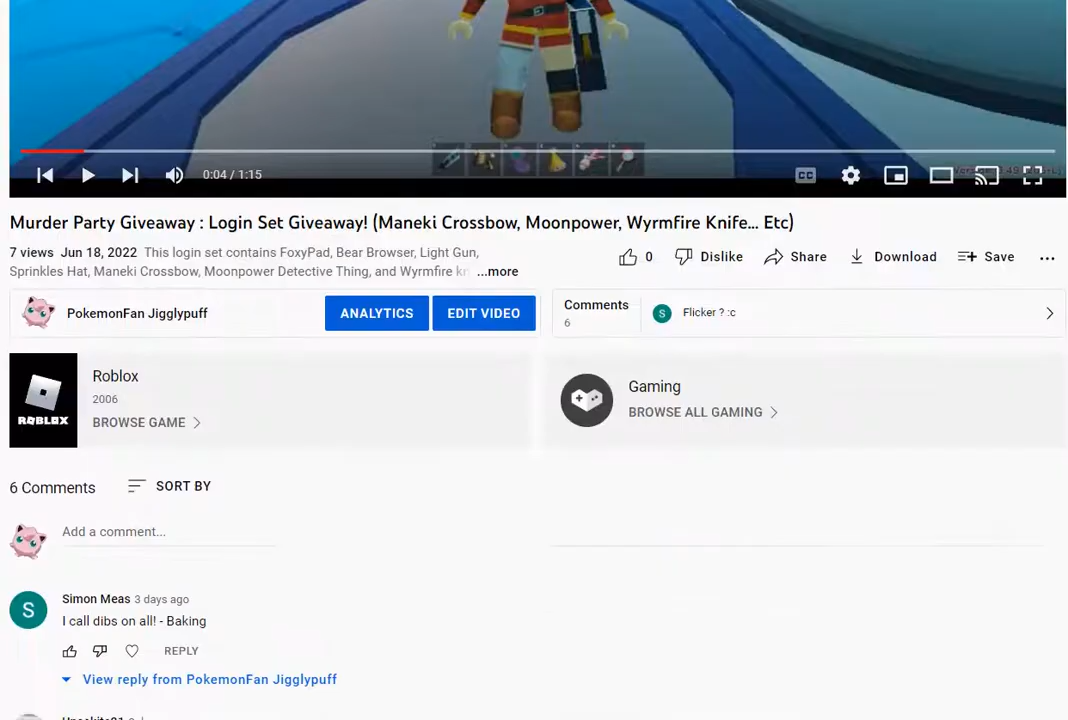 0:04 / 1:15
CC
Murder Party Giveaway : Login Set Giveaway! (Maneki Crossbow, Moonpower, Wyrmfire Knife... Etc)
7 views Jun 18, 2022 This login set contains FoxyPad, Bear Browser, Light Gun,
Sprinkles Hat, Maneki Crossbow, Moonpower Detective Thing, and Wyrmfire kn ...more
0 Dislike Share Download Save
PokemonFan Jigglypuff
ANALYTICS EDIT VIDEO
Comments
6
S Flicker ? :c
ROBLOX
Roblox
2006
BROWSE GAME
Gaming
BROWSE ALL GAMING
6 Comments SORT BY
Add a comment...
S
Simon Meas 3 days ago
I call dibs on all! - Baking
REPLY
View reply from PokemonFan Jigglypuff